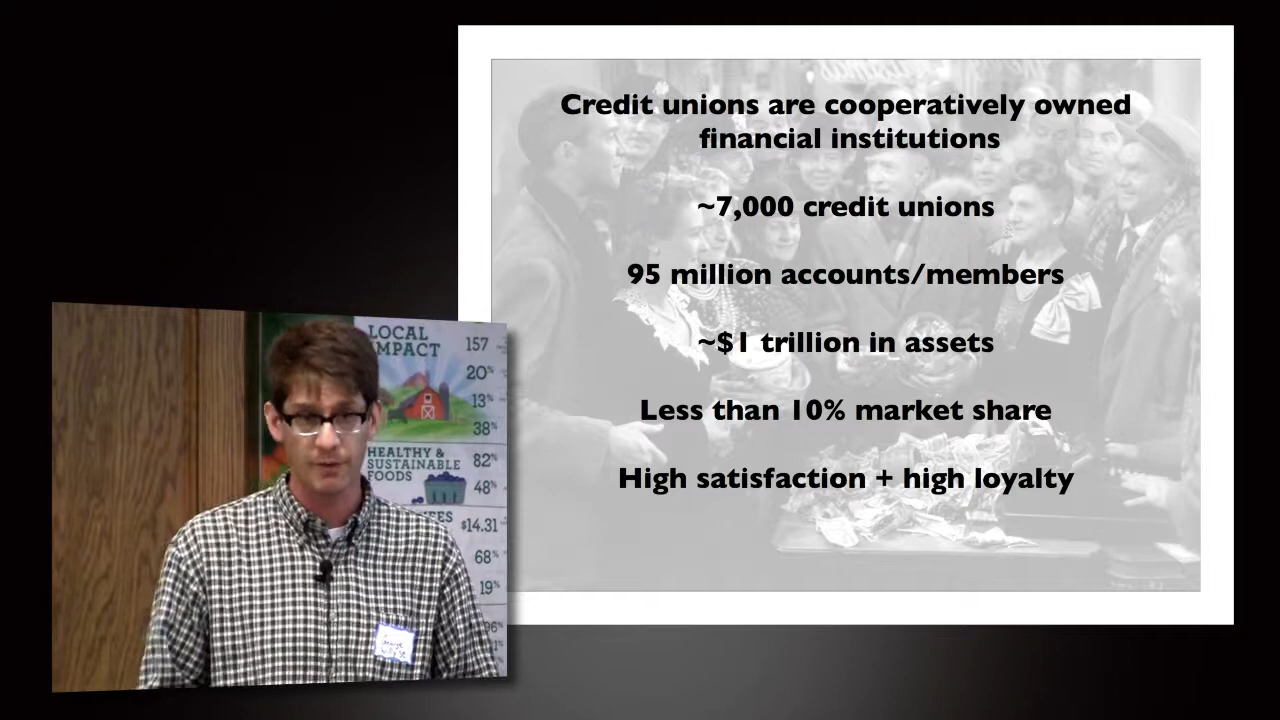 Credit unions are cooperatively owned
financial institutions
~7,000 credit unions
95 million accounts/members
~$1 trillion in assets
Less than 10% market share
High satisfaction + high loyalty
LOCAL
IMPACT
157
20%
13%
38%
HEALTHY &
SUSTAINABLE
FOODS
82%
48%
$14.31
68%
19%